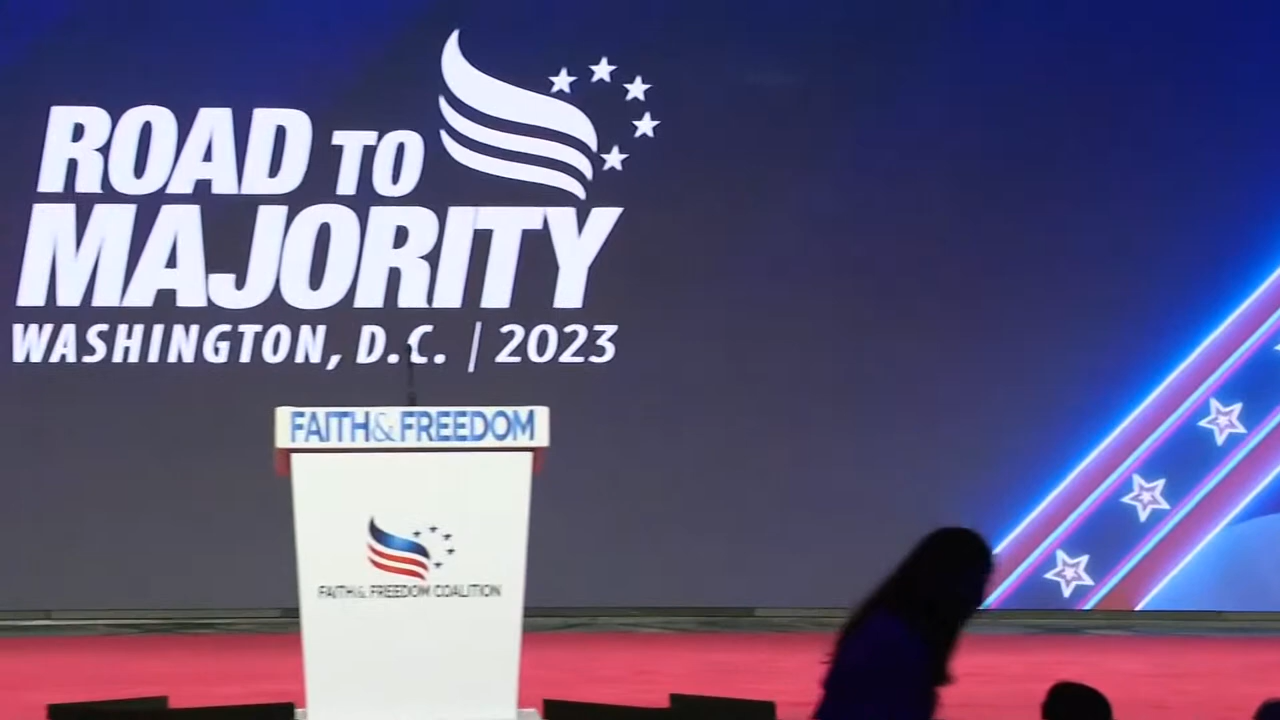 ROAD TO
MAJORITY
WASHINGTON, D.C. | 2023
FAITH & FREEDOM
FAITH & FREEDOM COALITION